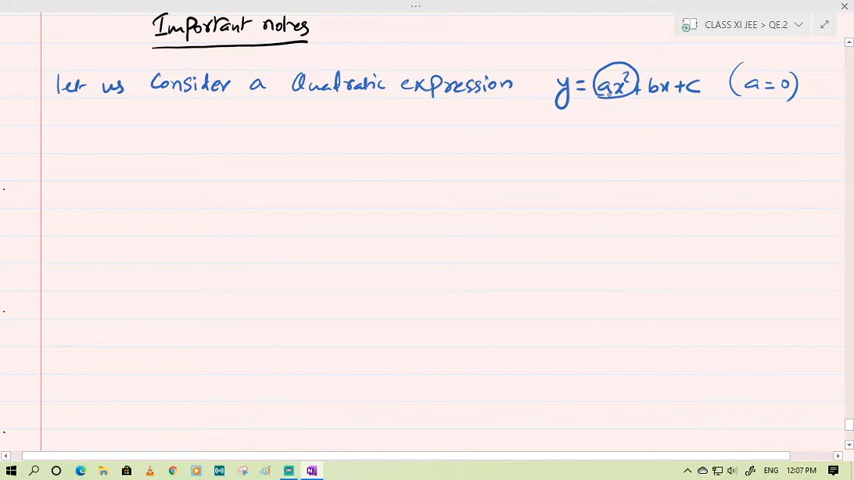 Important notes
CLASS XI JEE > QE.2
let us Consider a Quadratic expression y = ax² + bx + c (a = 0)
ENG 12:07 PM